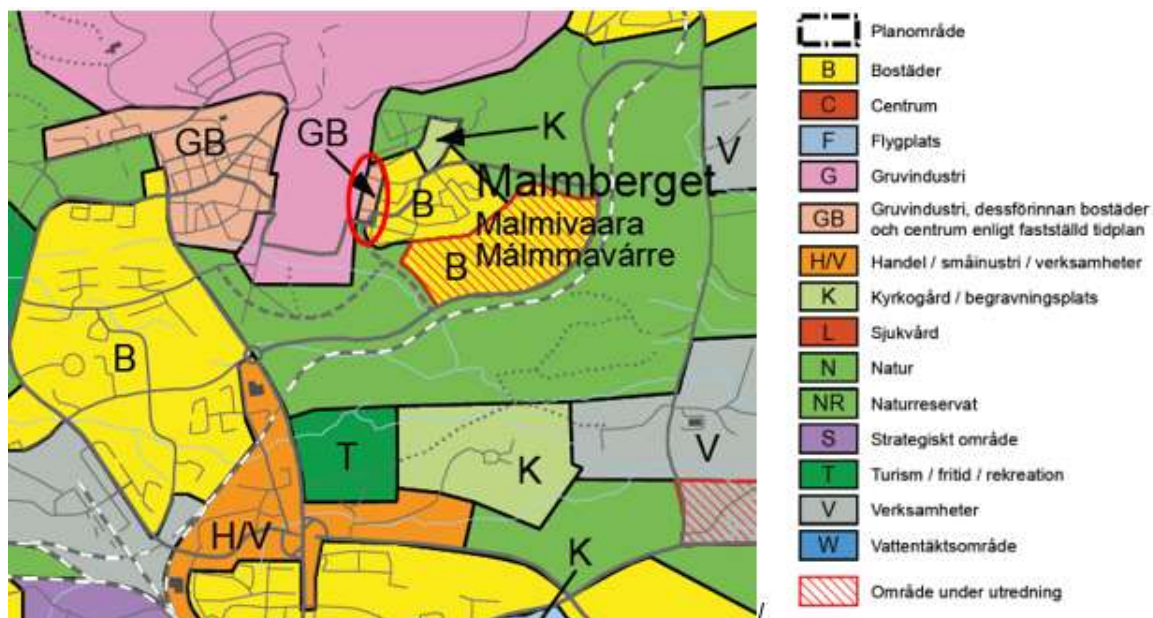 GB
GB
K
V
B
Malmberget
Malmivaara
Málmmavárre
B
B
T
K
V
H/V
K
/
Planområde
B Bostäder
C Centrum
F Flygplats
G Gruvindustri
GB Gruvindustri, dessförinnan bostäder
och centrum enligt fastställd tidplan
H/V Handel / småinustri / verksamheter
K Kyrkogård / begravningsplats
L Sjukvård
N Natur
NR Naturreservat
S Strategiskt område
T Turism / fritid / rekreation
V Verksamheter
W Vattentäktsområde
Område under utredning